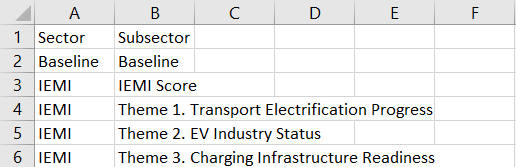 A B C D E F
1 Sector Subsector
2 Baseline Baseline
3 IEMI IEMI Score
4 IEMI Theme 1. Transport Electrification Progress
5 IEMI Theme 2. EV Industry Status
6 IEMI Theme 3. Charging Infrastructure Readiness